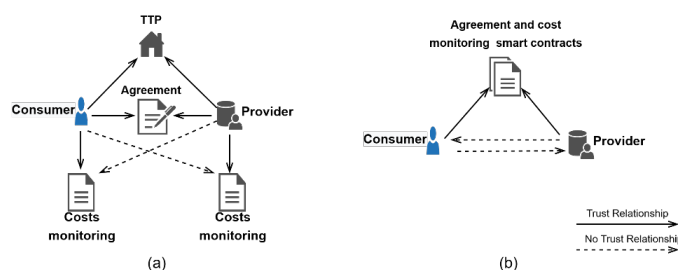 TTP
Agreement
Consumer
Provider
Costs
monitoring
Costs
monitoring
(a)
Agreement and cost
monitoring smart contracts
Consumer
Provider
Trust Relationship
No Trust Relationshi
(b)